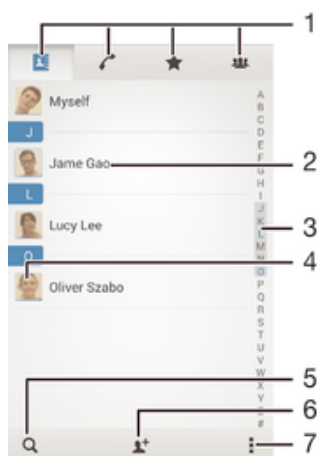 1
Myself
J
Jame Gao
2
L
Lucy Lee
O
Oliver Szabo
4
A
B
C
D
E
F
G
H
I
J
K
L
M
N
O
P
Q
R
S
T
U
V
W
X
Y
Z
#
3
5
6
7